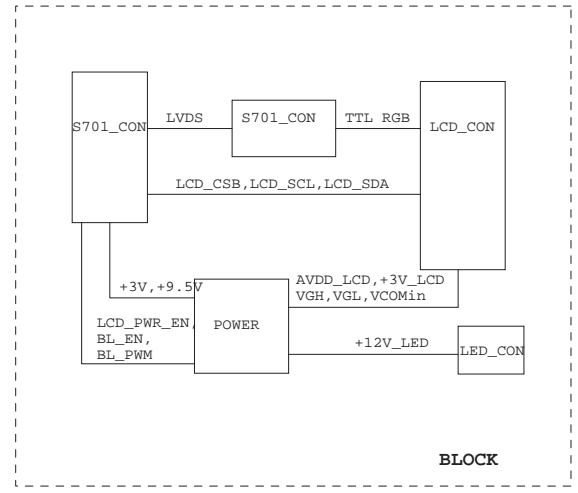 S701_CON
LVDS
S701_CON
TTL RGB
LCD_CON
LCD_CSB,LCD_SCL,LCD_SDA
+3V,+9.5V
AVDD_LCD,+3V_LCD
VGH,VGL,VCOMin
LCD_PWR_EN,
BL_EN,
BL_PWM
POWER
+12V_LED
LED_CON
BLOCK